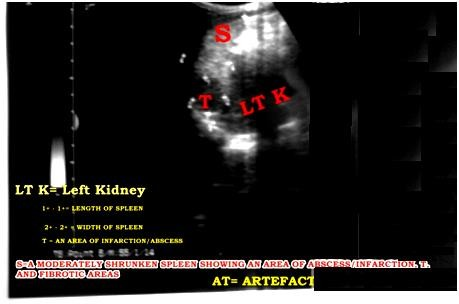 S
T LT K
LT K= Left Kidney
1+ - 1+= LENGTH OF SPLEEN
2+ - 2+ = WIDTH OF SPLEEN
T = AN AREA OF INFARCTION/ABSCESS
S=A MODERATELY SHRUNKEN SPLEEN SHOWING AN AREA OF ABSCESS/INFARCTION, T,
AND FIBROTIC AREAS
AT= ARTEFACT